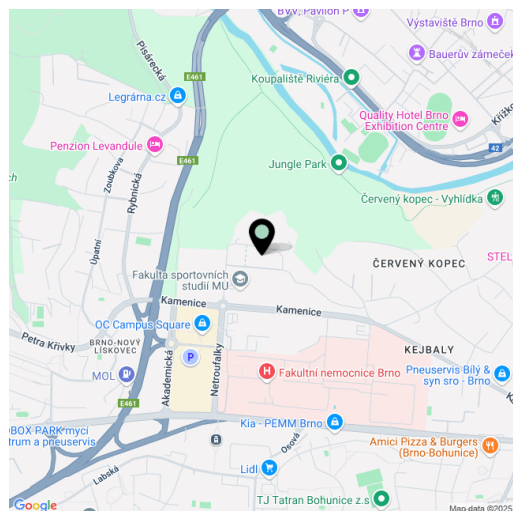 BVV, Pavilon P
Výstaviště Brno
Pisárecká
Bauerův zámeček
E461
Koupaliště Riviéra
Legrárna.cz
Křížko
Quality Hotel Brno
Exhibition Centre
Penzion Levandule
42
E461
Jungle Park
Zoubkova
ch
Rybnická
Červený kopec - Vyhlídka
Úpatní
STEL
ČERVENÝ KOPEC
Fakulta sportovních
studií MU
Kamenice
Kamenice
OC Campus Square
Petra Křivky
BRNO-NOVÝ
LÍSKOVEC
P
KEJBALY
MOL
Akademická
Netroufalky
Fakultní nemocnice Brno
Pneuservis Bílý &
syn sro - Brno
E461
OBOX PARK mycí
trum a pneuservis
Kia - PEMM Brno
Osová
Amici Pizza & Burgers
(Brno-Bohunice)
Labská
Lidl
TJ Tatran Bohunice z.s
Google
Map data ©2025